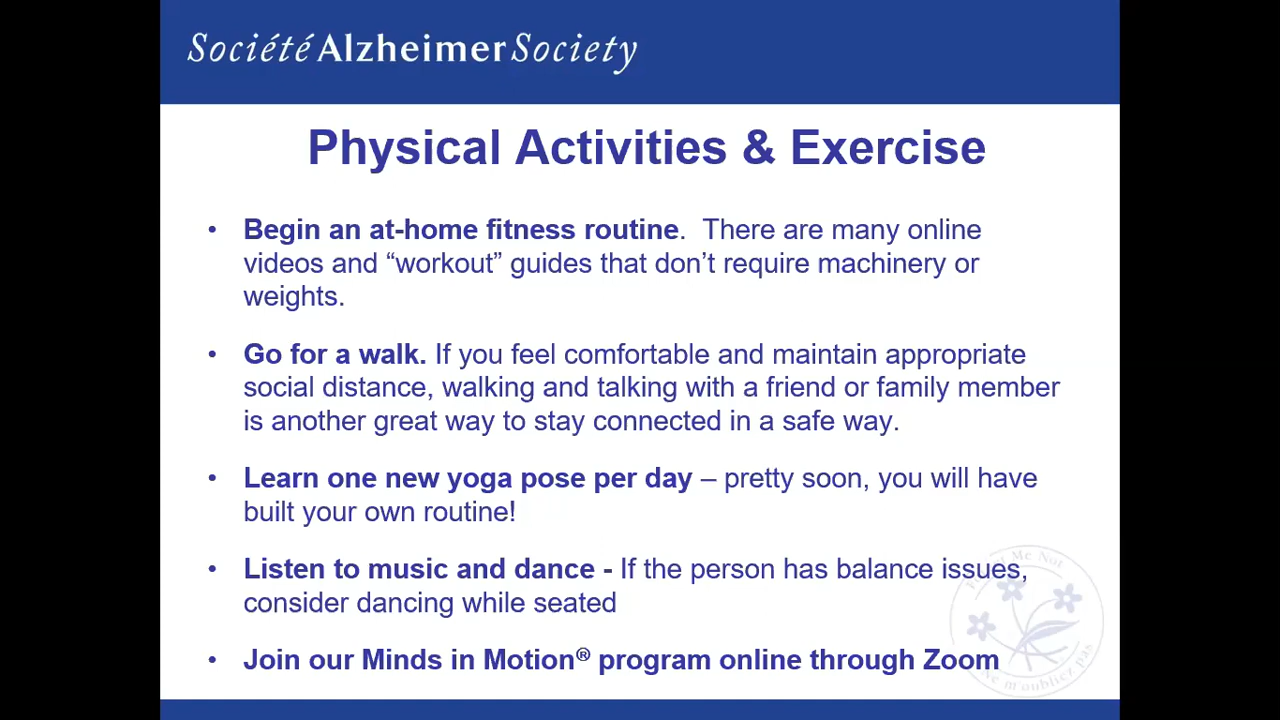 Société Alzheimer Society
Physical Activities & Exercise
• Begin an at-home fitness routine.  There are many online
videos and “workout” guides that don’t require machinery or
weights.
• Go for a walk. If you feel comfortable and maintain appropriate
social distance, walking and talking with a friend or family member
is another great way to stay connected in a safe way.
• Learn one new yoga pose per day – pretty soon, you will have
built your own routine!
• Listen to music and dance - If the person has balance issues,
consider dancing while seated
• Join our Minds in Motion® program online through Zoom
Me Not
Ne m'oubliez pas